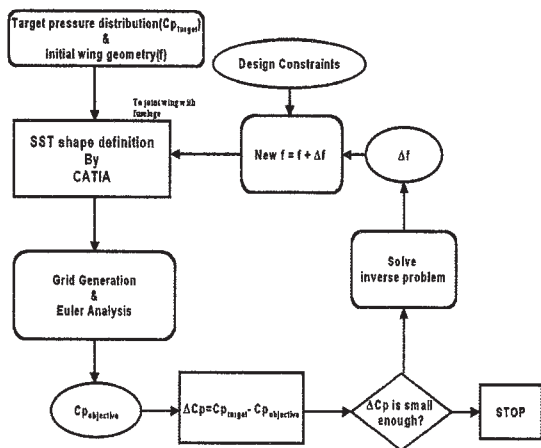 Target pressure distribution(Cp_Target)
&
Initial wing geometry(f)
Design Constraints
To joint wing with
fuselage
SST shape definition
By
CATIA
New f = f + Δf
Δf
Grid Generation
&
Euler Analysis
Solve
inverse problem
Cp_objective
ΔCp=Cp_target- Cp_objective
ΔCp is small
enough?
STOP